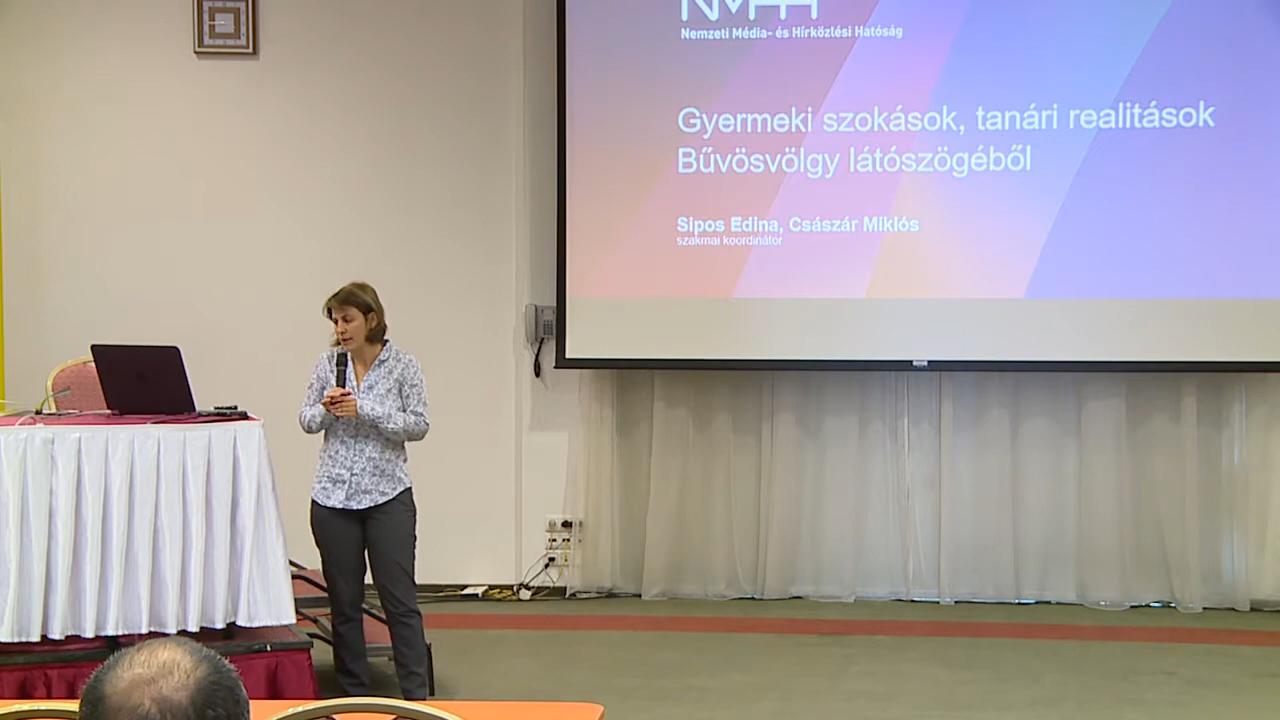 NMHH
Nemzeti Média- és Hírközlési Hatóság
Gyermeki szokások, tanári realitások
Bűvösvölgy látószögéből
Sipos Edina, Császár Miklós
szakmai koordinátor